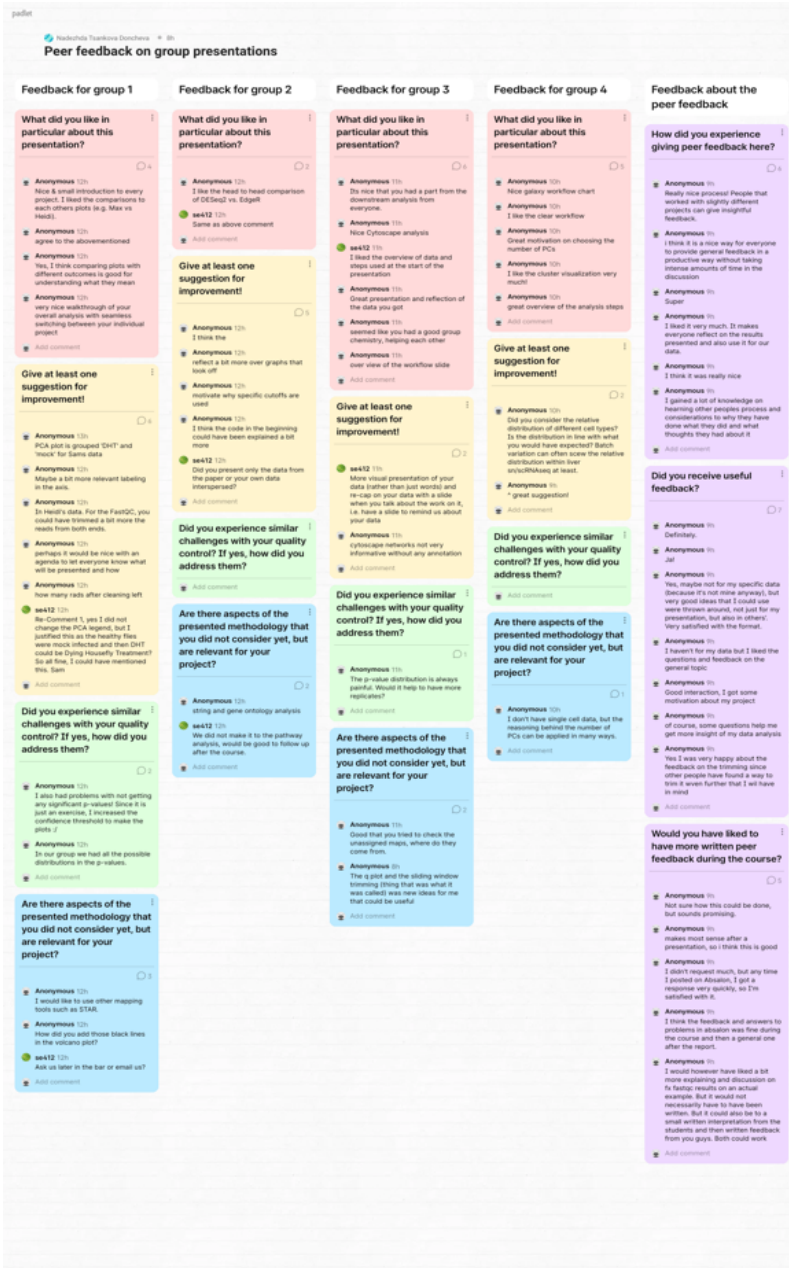 padlet
Nadezhda Tsankova Doncheva + 8h
Peer feedback on group presentations
Feedback for group 1
What did you like in
particular about this
presentation?
4
Anonymous 12h
Nice & small introduction to every
project. I liked the comparisons to
each others plots (e.g. Max vs
Heidi).
Anonymous 12h
agree to the abovementioned
Anonymous 12h
Yes, I think comparing plots with
different outcomes is good for
understanding what they mean
Anonymous 12h
very nice walkthrough of your
overall analysis with seamless
switching between your individual
project
Add comment
Give at least one
suggestion for
improvement!
Anonymous 13h
PCA plot is grouped 'DHT' and
'mock' for Sams data
Anonymous 12h
Maybe a bit more relevant labeling
in the axis.
Anonymous 12h
In Heidi's data. For the FastQC, you
could have trimmed a bit more the
reads from both ends.
Anonymous 12h
perhaps it would be nice with an
agenda to let everyone know what
will be presented and how
Anonymous 12h
how many rads after cleaning left
se412 12h
Re-Comment 1, yes I did not
change the PCA legend, but I
justified this as the healthy files
were mock infected and then DHT
could be Dying Housefly Treatment?
So all fine, I could have mentioned
this. Sam
Add comment
Did you experience similar
challenges with your quality
control? If yes, how did you
address them?
2
Anonymous 12h
I also had problems with not getting
any significant p-values! Since it is
just an exercise, I increased the
confidence threshold to make the
plots :/
Anonymous 12h
In our group we had all the possible
distributions in the p-values.
Add comment
Are there aspects of the
presented methodology that
you did not consider yet, but
are relevant for your
project?
3
Anonymous 12h
I would like to use other mapping
tools such as STAR.
Anonymous 12h
How did you add those black lines
in the volcano plot?
se412 12h
Ask us later in the bar or email us?
Add comment
Feedback for group 2
What did you like in
particular about this
presentation?
2
Anonymous 12h
I like the head to head comparison
of DESeq2 vs. EdgeR
se412 12h
Same as above comment
Add comment
Give at least one
suggestion for
improvement!
5
Anonymous 12h
I think the
Anonymous 12h
reflect a bit more over graphs that
look off
Anonymous 12h
motivate why specific cutoffs are
used
Anonymous 12h
I think the code in the beginning
could have been explained a bit
more
se412 12h
Did you present only the data from
the paper or your own data
interspersed?
Add comment
Did you experience similar
challenges with your quality
control? If yes, how did you
address them?
Add comment
Are there aspects of the
presented methodology that
you did not consider yet, but
are relevant for your
project?
2
Anonymous 12h
string and gene ontology analysis
se412 12h
We did not make it to the pathway
analysis, would be good to follow up
after the course.
Add comment
Feedback for group 3
What did you like in
particular about this
presentation?
6
Anonymous 11h
Its nice that you had a part from the
downstream analysis from
everyone.
Anonymous 11h
Nice Cytoscape analysis
se412 11h
I liked the overview of data and
steps used at the start of the
presentation
Anonymous 11h
Great presentation and reflection of
the data you got
Anonymous 11h
seemed like you had a good group
chemistry, helping each other
Anonymous 11h
over view of the workflow slide
Add comment
Give at least one
suggestion for
improvement!
2
se412 11h
More visual presentation of your
data (rather than just words) and
re-cap on your data with a slide
when you talk about the work on it,
i.e. have a slide to remind us about
your data
Anonymous 11h
cytoscape networks not very
informative without any annotation
Add comment
Did you experience similar
challenges with your quality
control? If yes, how did you
address them?
1
Anonymous 11h
The p-value distribution is
always painful. Would it help to have more
replicates?
Add comment
Are there aspects of the
presented methodology that
you did not consider yet, but
are relevant for your
project?
2
Anonymous 11h
Good that you tried to check the
unassigned maps, where do they
come from.
Anonymous 8h
The q plot and the sliding window
trimming (thing that was what it
was called) was new ideas for me
that could be useful
Add comment
Feedback for group 4
What did you like in
particular about this
presentation?
5
Anonymous 10h
Nice galaxy workflow chart
Anonymous 10h
I like the clear workflow
Anonymous 10h
Great motivation on choosing the
number of PCs
Anonymous 10h
I like the cluster visualization very
much!
Anonymous 10h
great overview of the analysis steps
Add comment
Give at least one
suggestion for
improvement!
2
Anonymous 10h
Did you consider the relative
distribution of different cell types?
Is the distribution in line with what
you would have expected? Batch
variation can often scew the relative
distribution within liver
sn/scRNAseq at least.
Anonymous 9h
^ great suggestion!
Add comment
Did you experience similar
challenges with your quality
control? If yes, how did you
address them?
Add comment
Are there aspects of the
presented methodology that
you did not consider yet, but
are relevant for your
project?
1
Anonymous 10h
I don't have single cell data, but the
reasoning behind the number of
PCs can be applied in many ways.
Add comment
Feedback about the
peer feedback
How did you experience
giving peer feedback here?
6
Anonymous 9h
Really nice process! People that
worked with slightly different
projects can give insightful
feedback.
Anonymous 9h
i think it is a nice way for everyone
to provide general feedback in a
productive way without taking
intense amounts of time in the
discussion
Anonymous 9h
Super
Anonymous 9h
I liked it very much. It makes
everyone reflect on the results
presented and also use it for our
data.
Anonymous 9h
I think it was really nice
Anonymous 9h
I gained a lot of knowledge on
hearning other peoples process and
considerations to why they have
done what they did and what
thoughts they had about it
Add comment
Did you receive useful
feedback?
7
Anonymous 9h
Definitely.
Anonymous 9h
Ja!
Anonymous 9h
Yes, maybe not for my specific data
(because it's not mine anyway), but
very good ideas that I could use
were thrown around, not just for my
presentation, but also in others'.
Very satisfied with the format.
Anonymous 9h
I haven't for my data but I liked the
questions and feedback on the
general topic
Anonymous 9h
Good interaction, I got some
motivation about my project
Anonymous 9h
of course, some questions help me
get more insight of my data analysis
Anonymous 9h
Yes I was very happy about the
feedback on the trimming since
other people have found a way to
trim it wven further that I wil have
in mind
Add comment
Would you have liked to
have more written peer
feedback during the course?
5
Anonymous 9h
Not sure how this could be done,
but sounds promising.
Anonymous 9h
makes most sense after a
presentation, so i think this is good
Anonymous 9h
I didn't request much, but any time
I posted on Absalon, I got a
response very quickly, so I'm
satisfied with it.
Anonymous 9h
I think the feedback and answers to
problems in absalon was fine during
the course and then a general one
after the report.
Anonymous 9h
I would however have liked a bit
more explaining and discussion on
fx fastqc results on an actual
example. But it would not
necessarily have to have been
written. But it could also be to a
small written interpretation from the
students and then written feedback
from you guys. Both could work
Add comment